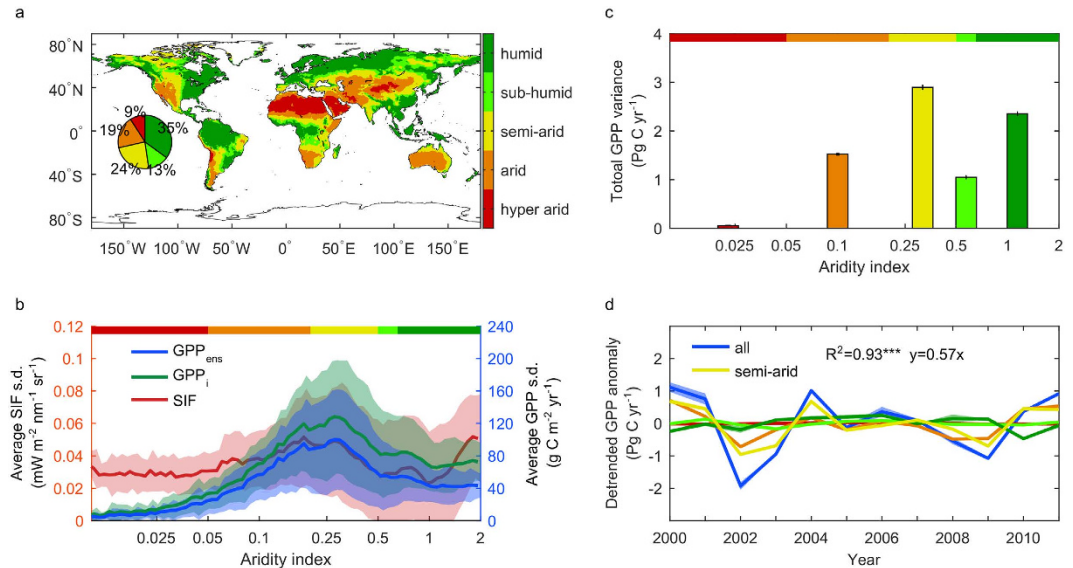 a
80°N
40°N
0°
40°S
80°S
150°W
100°W
50°W
0°
50°E
100°E
150°E
9%
35%
19%
24%
13%
humid
sub-humid
semi-arid
arid
hyper arid
b
0.12
0.1
0.08
0.06
0.04
0.02
0
Average SIF s.d.
(mW m⁻² nm⁻¹ sr⁻¹)
GPPens
GPPi
SIF
240
200
160
120
80
40
0
Average GPP s.d.
(g C m⁻² yr⁻¹)
0.025
0.05
0.1
0.25
0.5
1
2
Aridity index
c
4
3
2
1
0
Totoal GPP variance
(Pg C yr⁻¹)
0.025
0.05
0.1
0.25
0.5
1
2
Aridity index
d
2
1
0
-1
-2
Detrended GPP anomaly
(Pg C yr⁻¹)
all
semi-arid
R²=0.93*** y=0.57x
2000
2002
2004
2006
2008
2010
Year